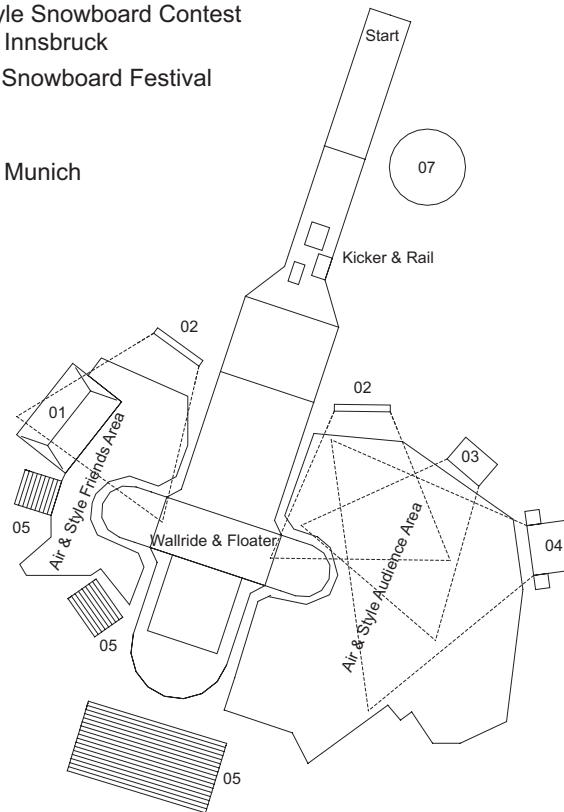 yle Snowboard Contest
Innsbruck
Snowboard Festival
Munich
Start
07
Kicker & Rail
02
02
01
03
04
05
05
05
Air & Style Friends Area
Wallride & Floater
Air & Style Audience Area